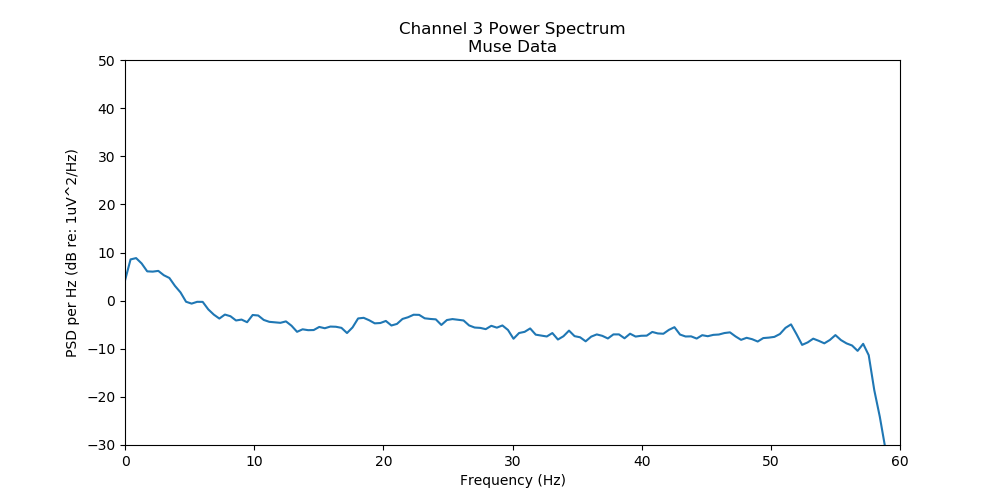 Channel 3 Power Spectrum
Muse Data
50
40
30
20
10
0
−10
−20
−30
PSD per Hz (dB re: 1uV^2/Hz)
0 10 20 30 40 50 60
Frequency (Hz)